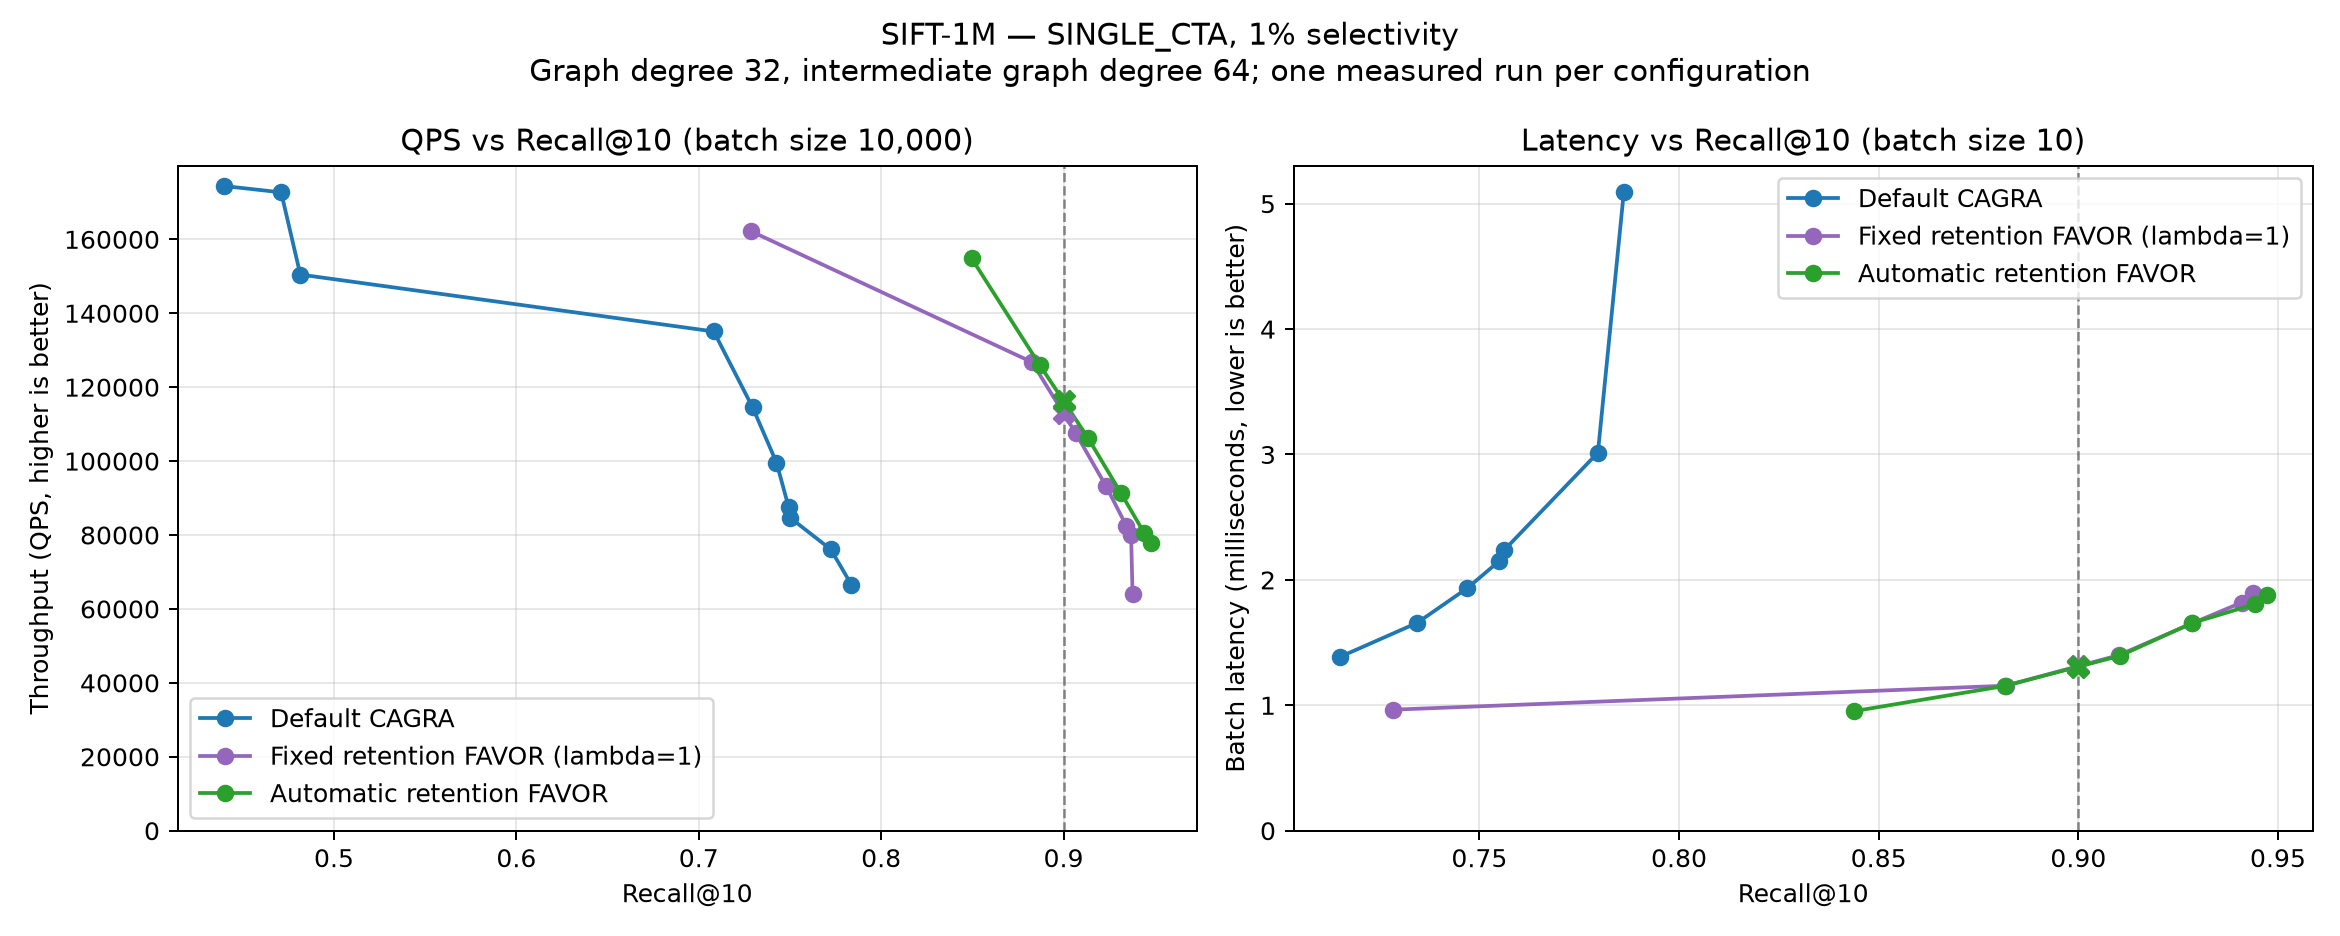 SIFT-1M — SINGLE_CTA, 1% selectivity
Graph degree 32, intermediate graph degree 64; one measured run per configuration
QPS vs Recall@10 (batch size 10,000)
Throughput (QPS, higher is better)
160000
140000
120000
100000
80000
60000
40000
20000
0
Default CAGRA
Fixed retention FAVOR (lambda=1)
Automatic retention FAVOR
0.5 0.6 0.7 0.8 0.9
Recall@10
Latency vs Recall@10 (batch size 10)
Batch latency (milliseconds, lower is better)
5
4
3
2
1
0
Default CAGRA
Fixed retention FAVOR (lambda=1)
Automatic retention FAVOR
0.75 0.80 0.85 0.90 0.95
Recall@10